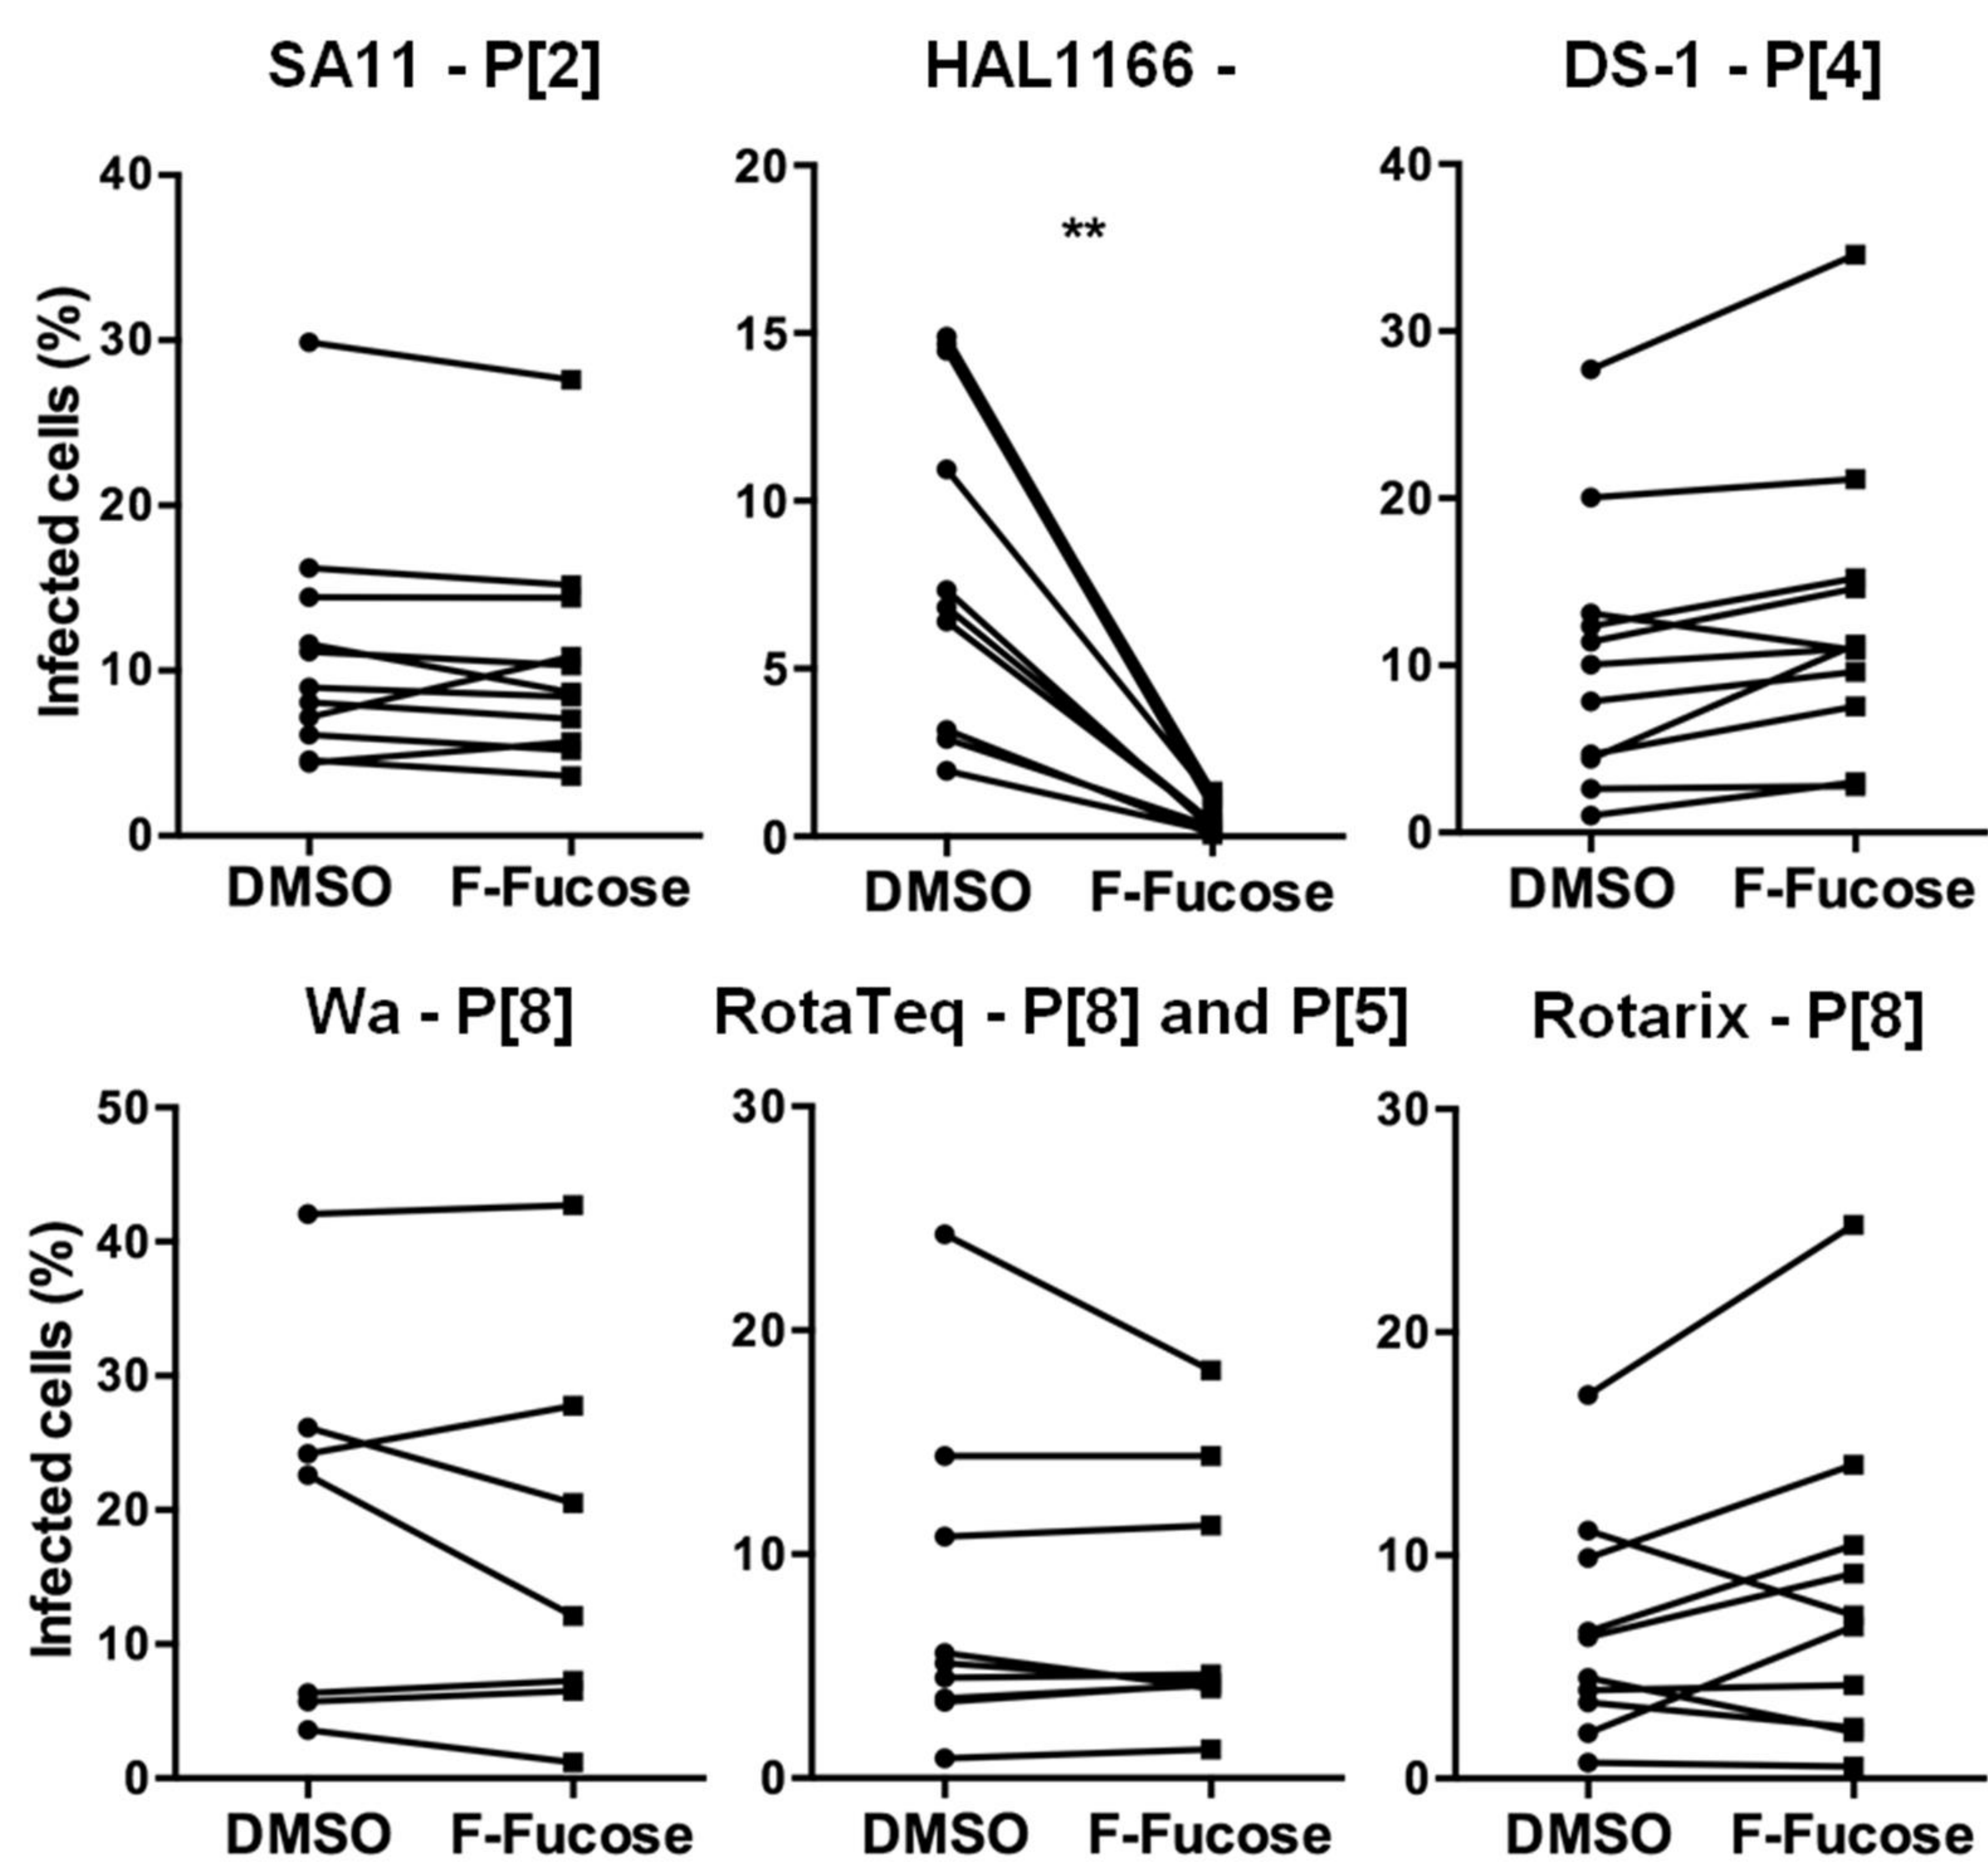 SA11 - P[2]
HAL1166 -
DS-1 - P[4]
Infected cells (%)
40
30
20
10
0
DMSO F-Fucose
20
15
10
5
0
**
DMSO F-Fucose
40
30
20
10
0
DMSO F-Fucose
Wa - P[8]
RotaTeq - P[8] and P[5]
Rotarix - P[8]
Infected cells (%)
50
40
30
20
10
0
DMSO F-Fucose
30
20
10
0
DMSO F-Fucose
30
20
10
0
DMSO F-Fucose